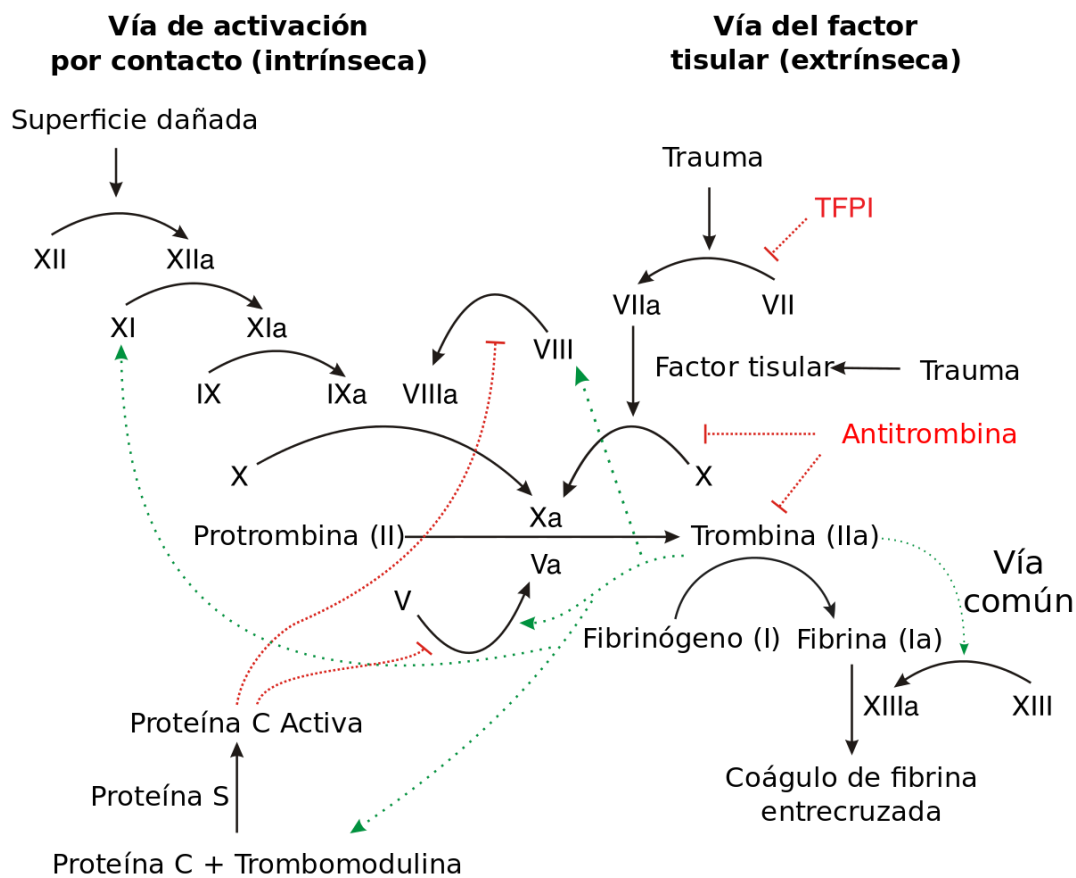 Vía de activación
por contacto (intrínseca)
Vía del factor
tisular (extrínseca)
Superficie dañada
Trauma
TFPI
XII
XIIa
VIIa
VII
XI
XIa
VIII
Factor tisular
Trauma
IX
IXa
VIIIa
Antitrombina
X
X
Xa
Protrombina (II)
Trombina (IIa)
Va
Vía
común
V
Fibrinógeno (I)
Fibrina (Ia)
XIIIa
XIII
Proteína C Activa
Coágulo de fibrina
entrecruzada
Proteína S
Proteína C + Trombomodulina